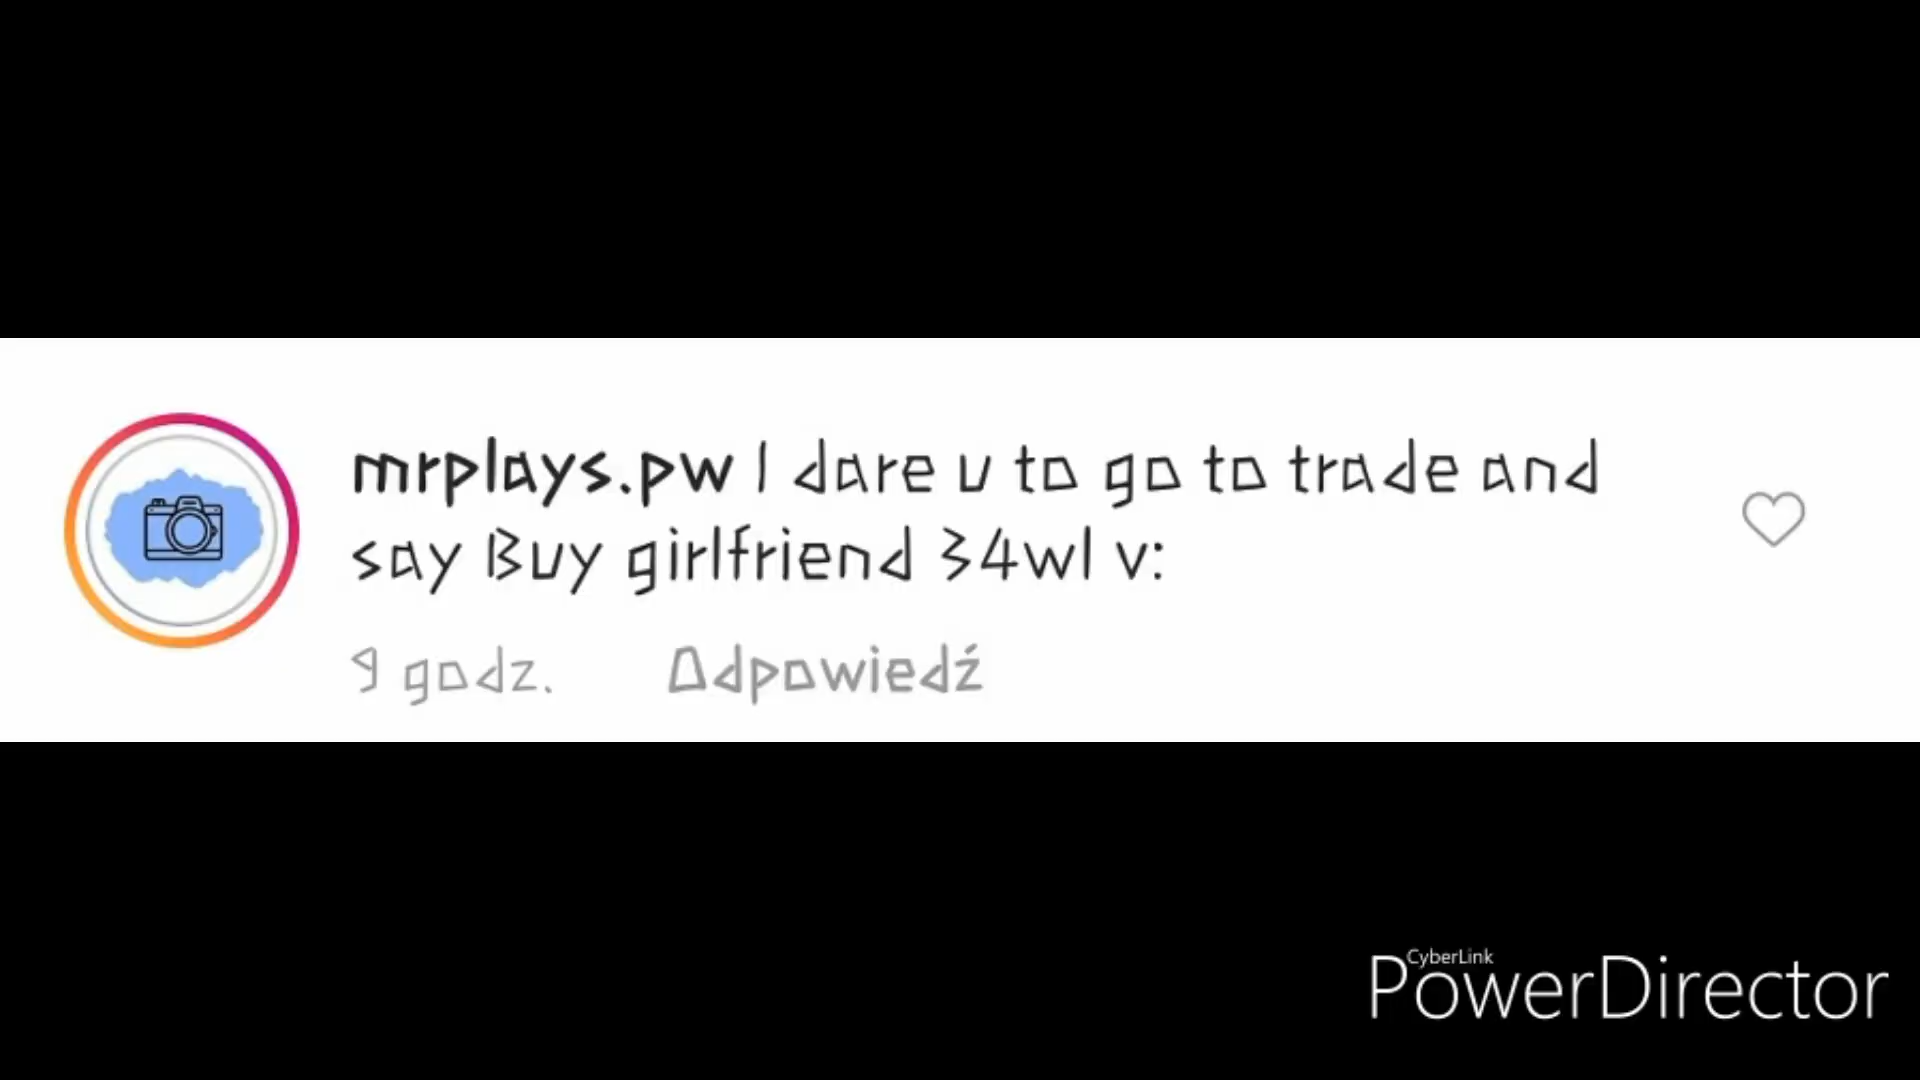 mrplays.pw I dare u to go to trade and
say Buy girlfriend 34wl v:
9 godz. Odpowiedź
CyberLink
PowerDirector